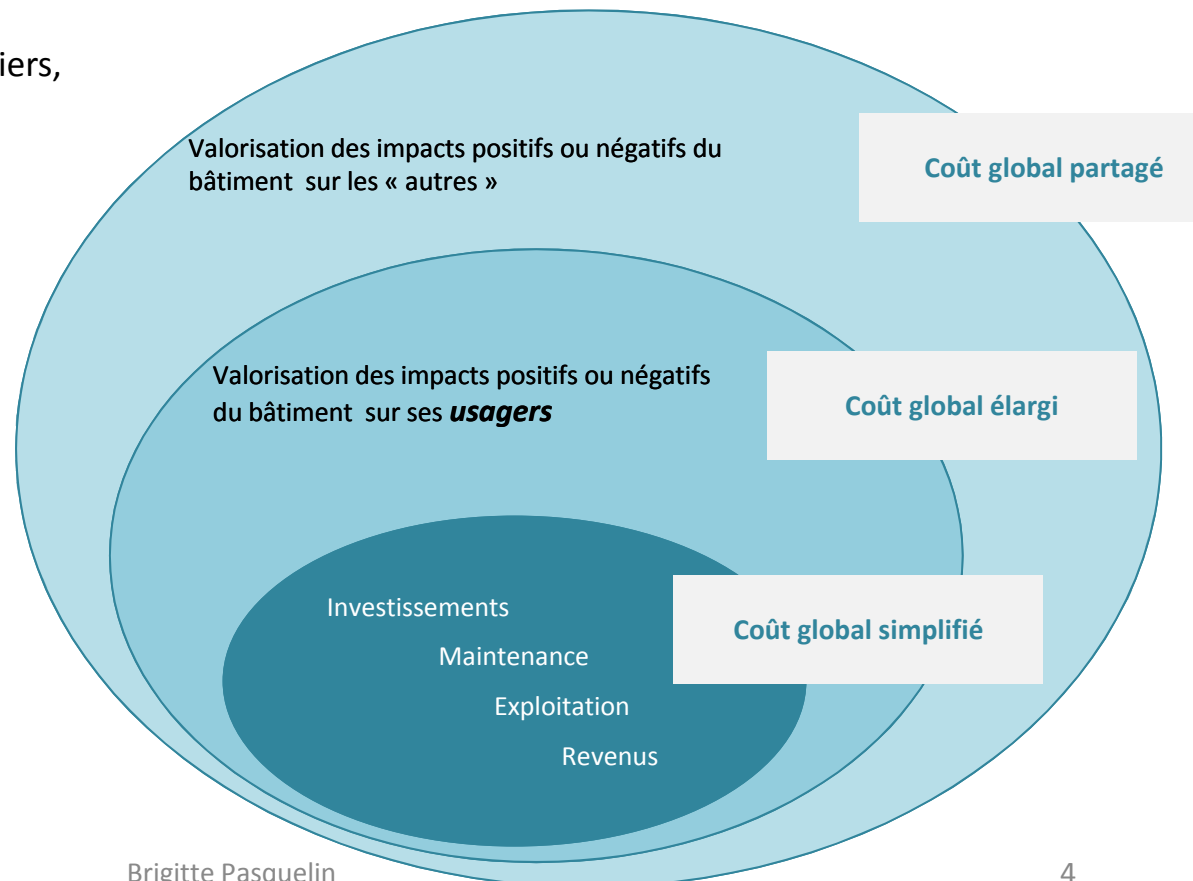 iers,
Valorisation des impacts positifs ou négatifs du
bâtiment sur les « autres »
Coût global partagé
Valorisation des impacts positifs ou négatifs
du bâtiment sur ses usagers
Coût global élargi
Investissements
Maintenance
Exploitation
Revenus
Coût global simplifié
Brigitte Pasquelin
4